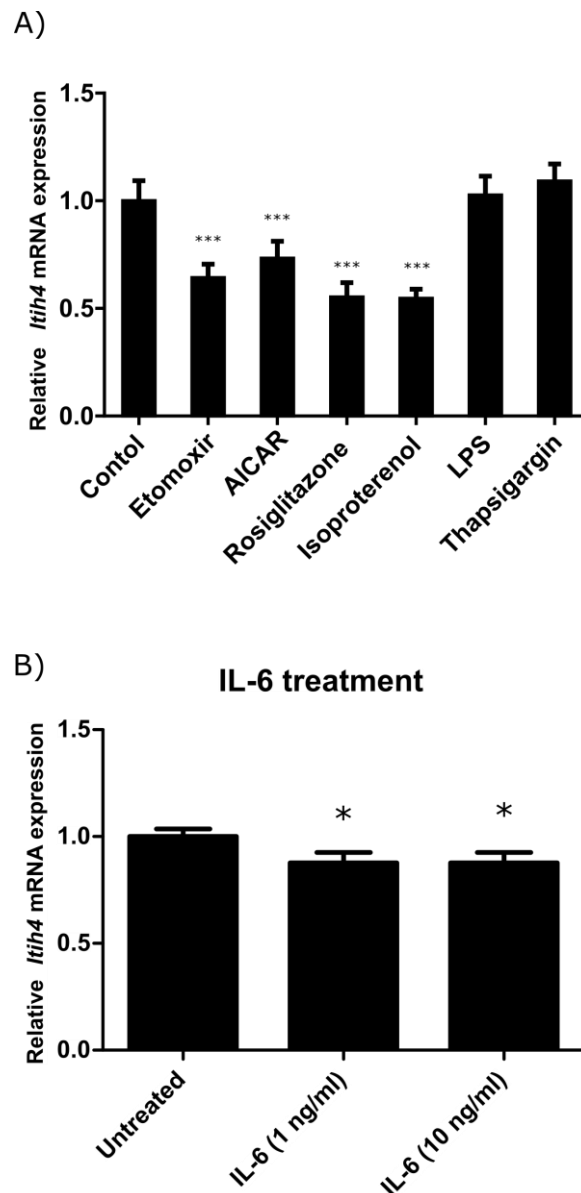 A)
Relative Itih4 mRNA expression
1.5
1.0
0.5
0.0
***
***
***
***
Contol
Etomoxir
AICAR
Rosiglitazone
Isoproterenol
LPS
Thapsigargin
B)
IL-6 treatment
Relative Itih4 mRNA expression
1.5
1.0
0.5
0.0
*
*
Untreated
IL-6 (1 ng/ml)
IL-6 (10 ng/ml)